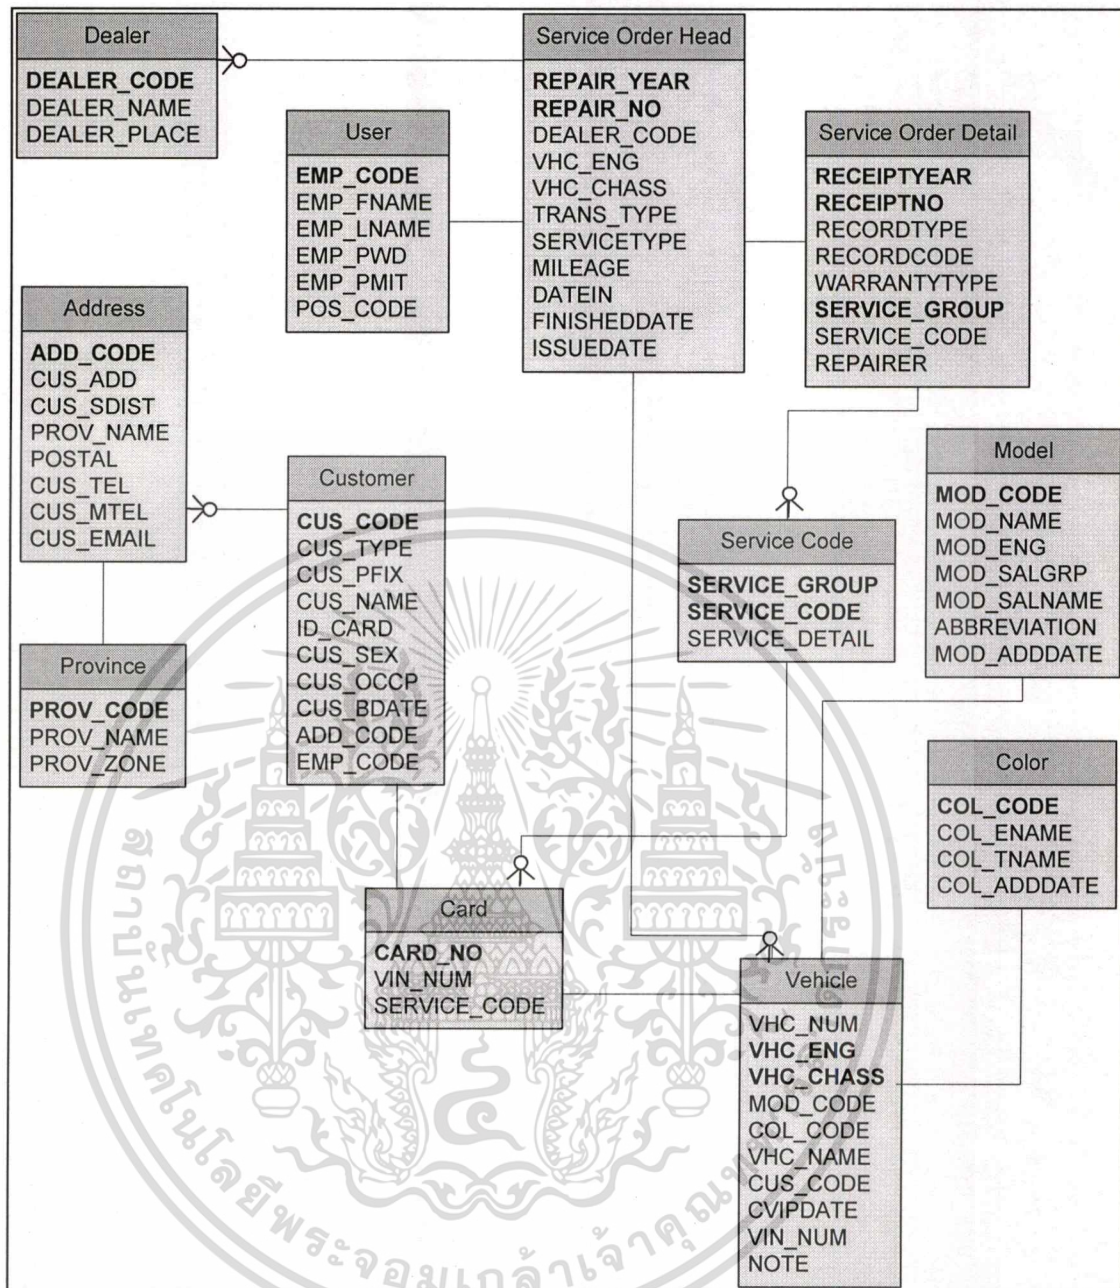 Dealer
DEALER_CODE
DEALER_NAME
DEALER_PLACE
Service Order Head
REPAIR_YEAR
REPAIR_NO
DEALER_CODE
VHC_ENG
VHC_CHASS
TRANS_TYPE
SERVICETYPE
MILEAGE
DATEIN
FINISHEDDATE
ISSUEDATE
User
EMP_CODE
EMP_FNAME
EMP_LNAME
EMP_PWD
EMP_PMIT
POS_CODE
Service Order Detail
RECEIPTYEAR
RECEIPTNO
RECORDTYPE
RECORDCODE
WARRANTYTYPE
SERVICE_GROUP
SERVICE_CODE
REPAIRER
Address
ADD_CODE
CUS_ADD
CUS_SDIST
PROV_NAME
POSTAL
CUS_TEL
CUS_MTEL
CUS_EMAIL
Customer
CUS_CODE
CUS_TYPE
CUS_PFIX
CUS_NAME
ID_CARD
CUS_SEX
CUS_OCCP
CUS_BDATE
ADD_CODE
EMP_CODE
Model
MOD_CODE
MOD_NAME
MOD_ENG
MOD_SALGRP
MOD_SALNAME
ABBREVIATION
MOD_ADDDATE
Service Code
SERVICE_GROUP
SERVICE_CODE
SERVICE_DETAIL
Province
PROV_CODE
PROV_NAME
PROV_ZONE
Color
COL_CODE
COL_ENAME
COL_TNAME
COL_ADDDATE
Card
CARD_NO
VIN_NUM
SERVICE_CODE
Vehicle
VHC_NUM
VHC_ENG
VHC_CHASS
MOD_CODE
COL_CODE
VHC_NAME
CUS_CODE
CVIPDATE
VIN_NUM
NOTE